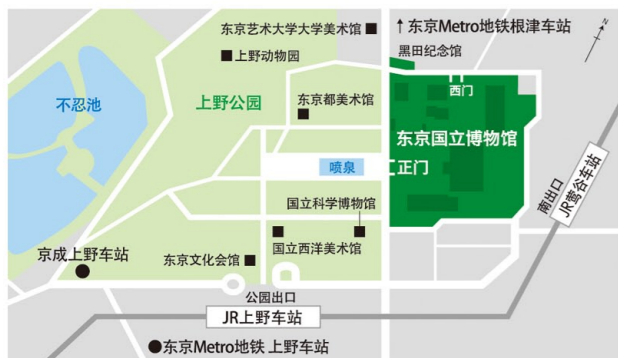 东京艺术大学大学美术馆
↑ 东京Metro地铁根津车站
N
上野动物园
黑田纪念馆
西门
不忍池
上野公园
东京都美术馆
东京国立博物馆
喷泉
正门
南出口
JR莺谷车站
国立科学博物馆
京成上野车站
东京文化会馆
国立西洋美术馆
公园出口
JR上野车站
东京Metro地铁 上野车站